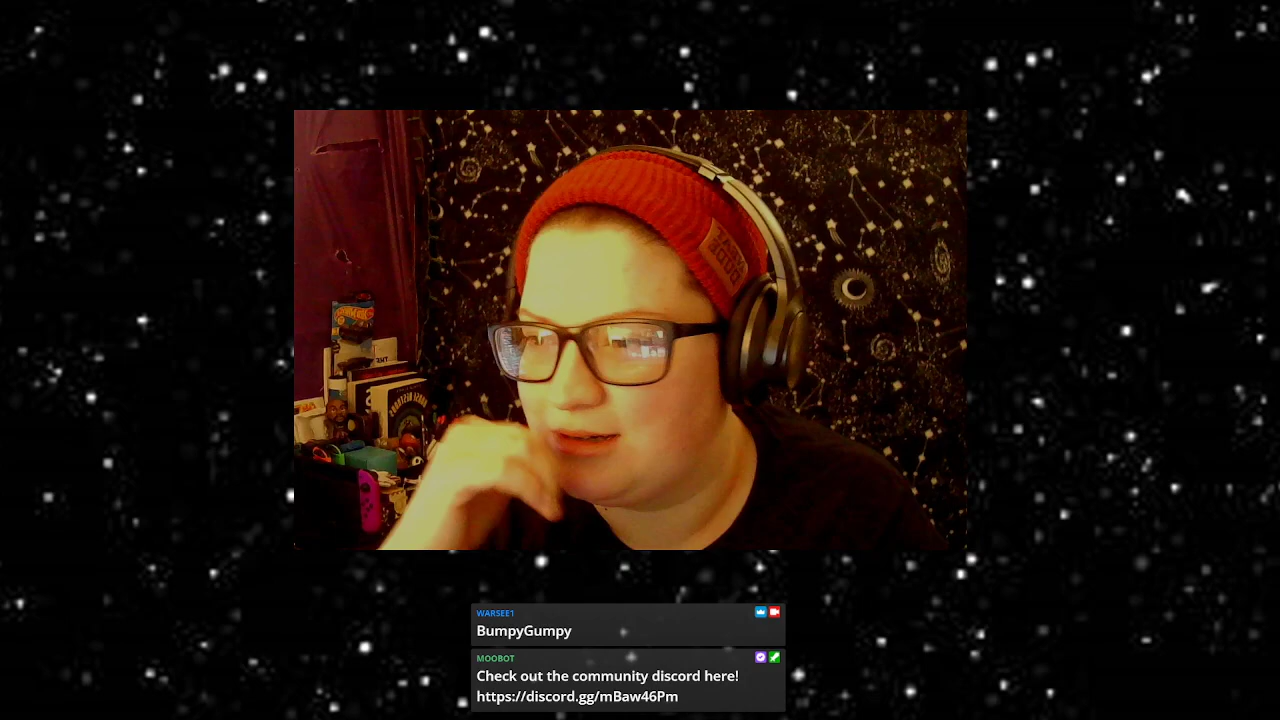 WARSEE1
BumpyGumpy
MOOBOT
Check out the community discord here!
https://discord.gg/mBaw46Pm